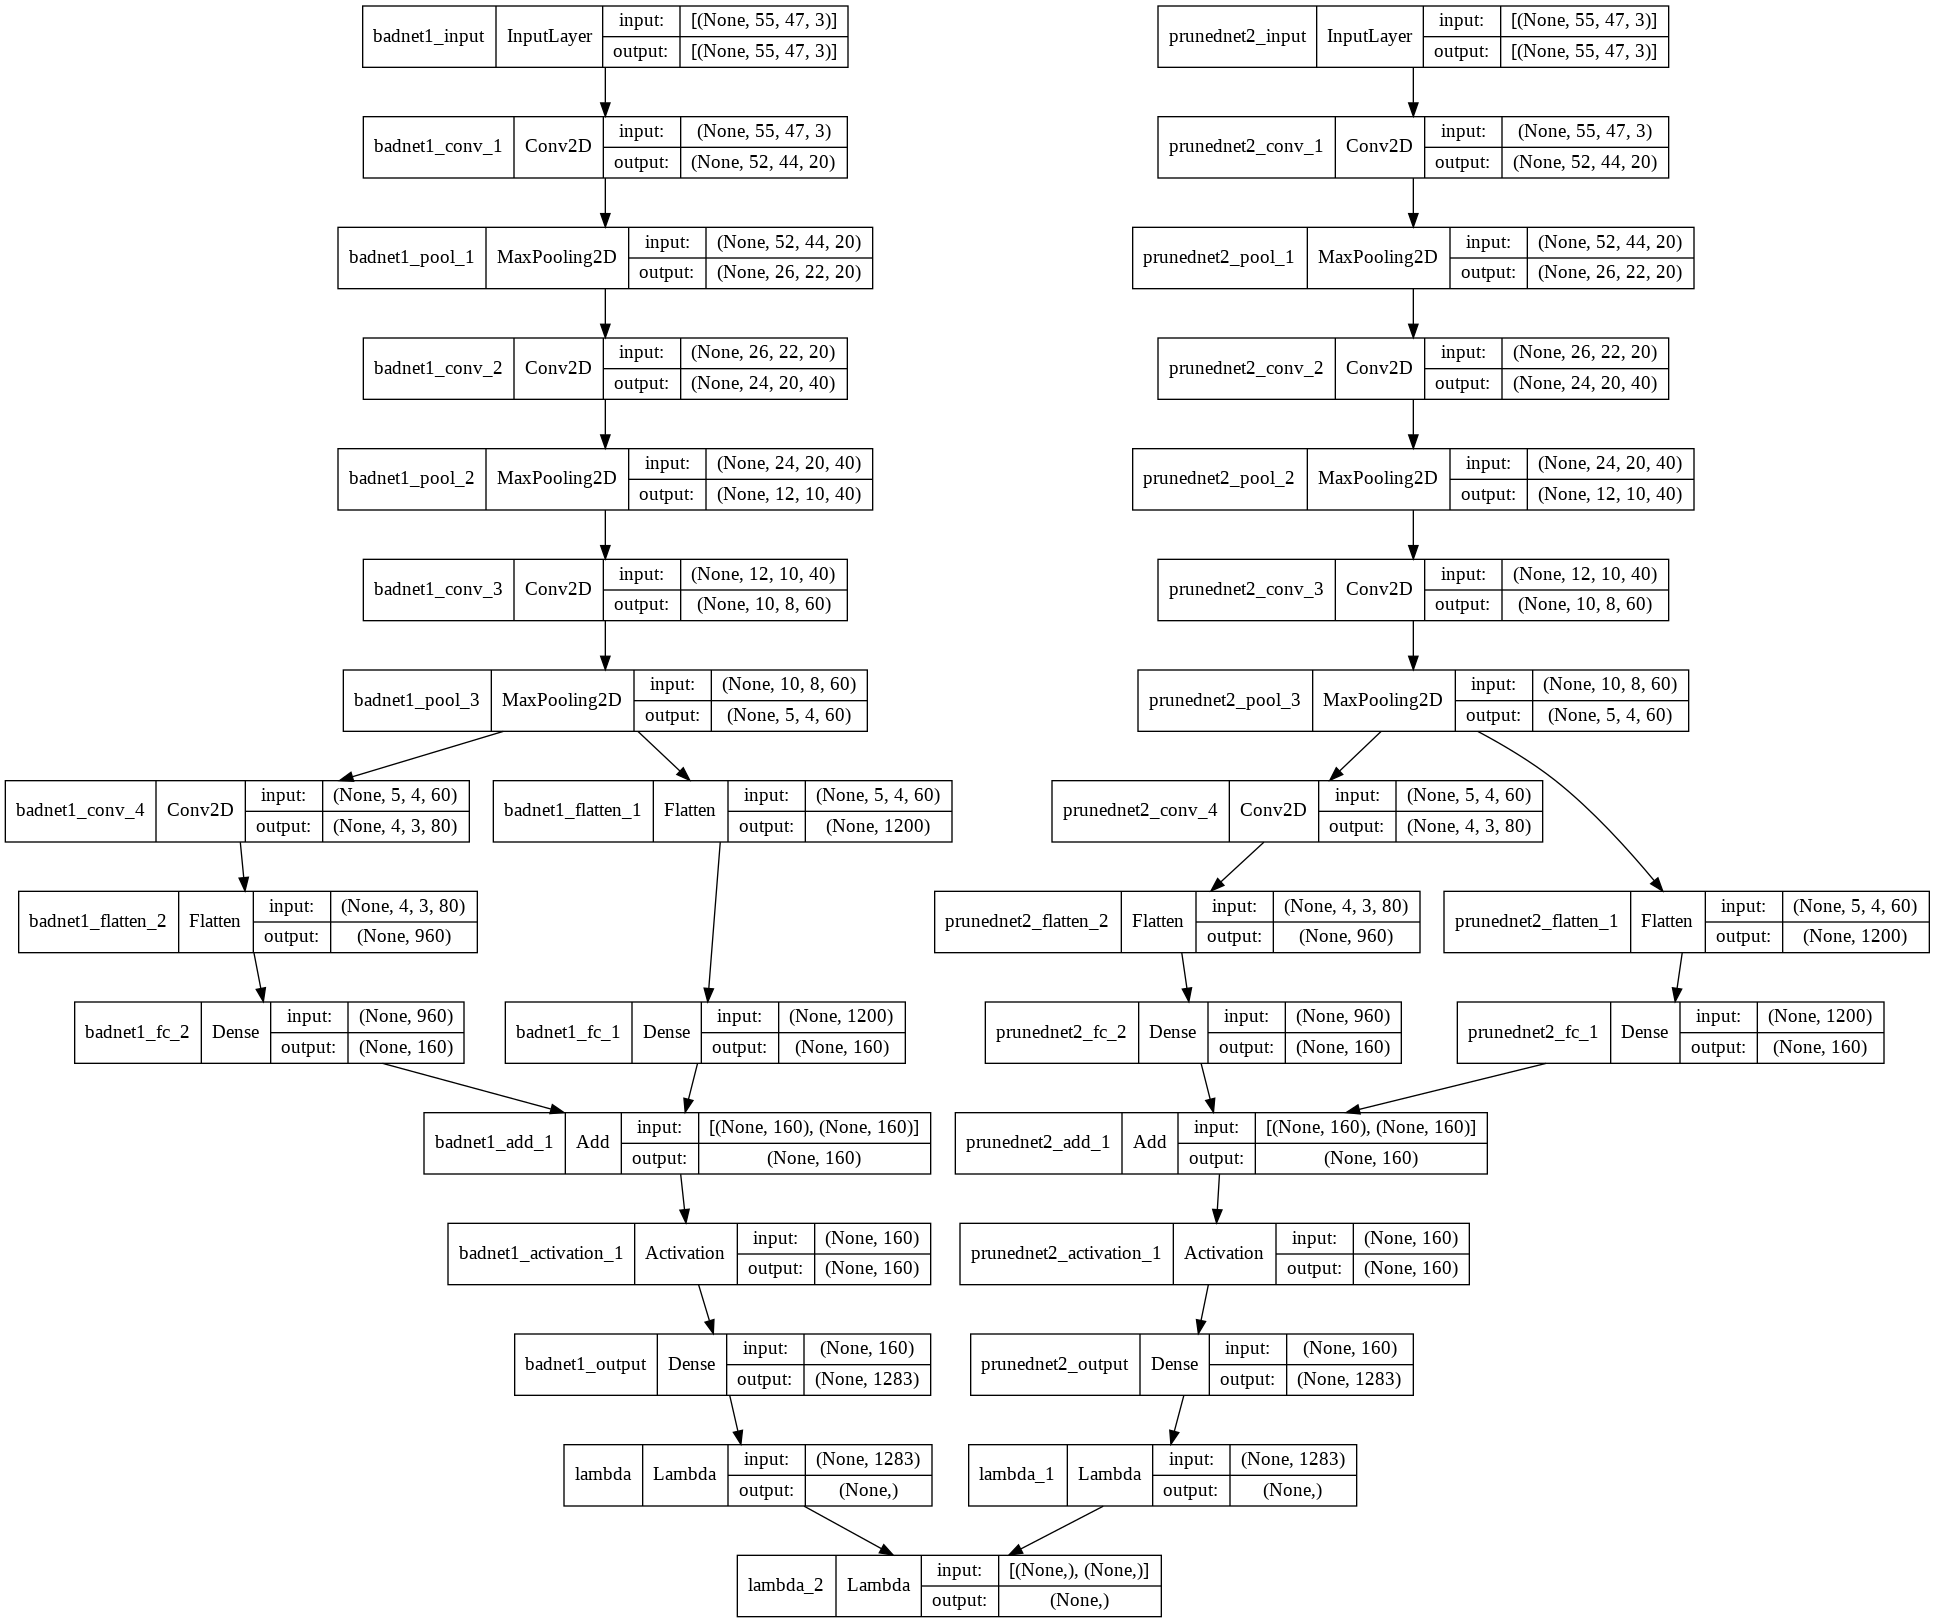 badnet1_input InputLayer input: [(None, 55, 47, 3)]
output: [(None, 55, 47, 3)]
prunednet2_input InputLayer input: [(None, 55, 47, 3)]
output: [(None, 55, 47, 3)]
badnet1_conv_1 Conv2D input: (None, 55, 47, 3)
output: (None, 52, 44, 20)
prunednet2_conv_1 Conv2D input: (None, 55, 47, 3)
output: (None, 52, 44, 20)
badnet1_pool_1 MaxPooling2D input: (None, 52, 44, 20)
output: (None, 26, 22, 20)
prunednet2_pool_1 MaxPooling2D input: (None, 52, 44, 20)
output: (None, 26, 22, 20)
badnet1_conv_2 Conv2D input: (None, 26, 22, 20)
output: (None, 24, 20, 40)
prunednet2_conv_2 Conv2D input: (None, 26, 22, 20)
output: (None, 24, 20, 40)
badnet1_pool_2 MaxPooling2D input: (None, 24, 20, 40)
output: (None, 12, 10, 40)
prunednet2_pool_2 MaxPooling2D input: (None, 24, 20, 40)
output: (None, 12, 10, 40)
badnet1_conv_3 Conv2D input: (None, 12, 10, 40)
output: (None, 10, 8, 60)
prunednet2_conv_3 Conv2D input: (None, 12, 10, 40)
output: (None, 10, 8, 60)
badnet1_pool_3 MaxPooling2D input: (None, 10, 8, 60)
output: (None, 5, 4, 60)
prunednet2_pool_3 MaxPooling2D input: (None, 10, 8, 60)
output: (None, 5, 4, 60)
badnet1_conv_4 Conv2D input: (None, 5, 4, 60)
output: (None, 4, 3, 80)
badnet1_flatten_1 Flatten input: (None, 5, 4, 60)
output: (None, 1200)
prunednet2_conv_4 Conv2D input: (None, 5, 4, 60)
output: (None, 4, 3, 80)
badnet1_flatten_2 Flatten input: (None, 4, 3, 80)
output: (None, 960)
prunednet2_flatten_2 Flatten input: (None, 4, 3, 80)
output: (None, 960)
prunednet2_flatten_1 Flatten input: (None, 5, 4, 60)
output: (None, 1200)
badnet1_fc_2 Dense input: (None, 960)
output: (None, 160)
badnet1_fc_1 Dense input: (None, 1200)
output: (None, 160)
prunednet2_fc_2 Dense input: (None, 960)
output: (None, 160)
prunednet2_fc_1 Dense input: (None, 1200)
output: (None, 160)
badnet1_add_1 Add input: [(None, 160), (None, 160)]
output: (None, 160)
prunednet2_add_1 Add input: [(None, 160), (None, 160)]
output: (None, 160)
badnet1_activation_1 Activation input: (None, 160)
output: (None, 160)
prunednet2_activation_1 Activation input: (None, 160)
output: (None, 160)
badnet1_output Dense input: (None, 160)
output: (None, 1283)
prunednet2_output Dense input: (None, 160)
output: (None, 1283)
lambda Lambda input: (None, 1283)
output: (None,)
lambda_1 Lambda input: (None, 1283)
output: (None,)
lambda_2 Lambda input: [(None,), (None,)]
output: (None,)